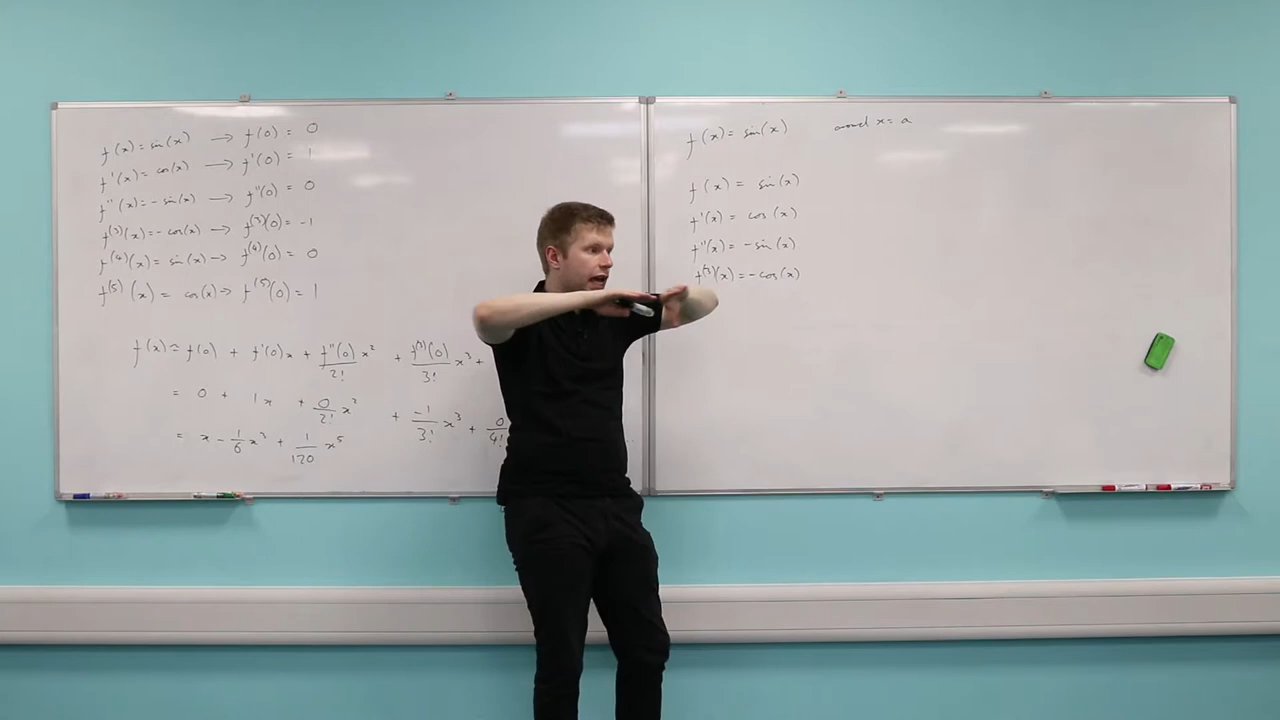 f(x) = sin(x) → f(0) = 0
f'(x) = cos(x) → f'(0) = 1
f''(x) = -sin(x) → f''(0) = 0
f⁽³⁾(x) = -cos(x) → f⁽³⁾(0) = -1
f⁽⁴⁾(x) = sin(x) → f⁽⁴⁾(0) = 0
f⁽⁵⁾(x) = cos(x) → f⁽⁵⁾(0) = 1
f(x) ≃ f(0) + f'(0)x + f''(0)/2! x² + f⁽³⁾(0)/3! x³ +
= 0 + 1x + 0/2! x² + -1/3! x³ + 0/4!
= x - 1/6 x³ + 1/120 x⁵
f(x) = sin(x) around x = a
f(x) = sin(x)
f'(x) = cos(x)
f''(x) = -sin(x)
f⁽³⁾(x) = -cos(x)